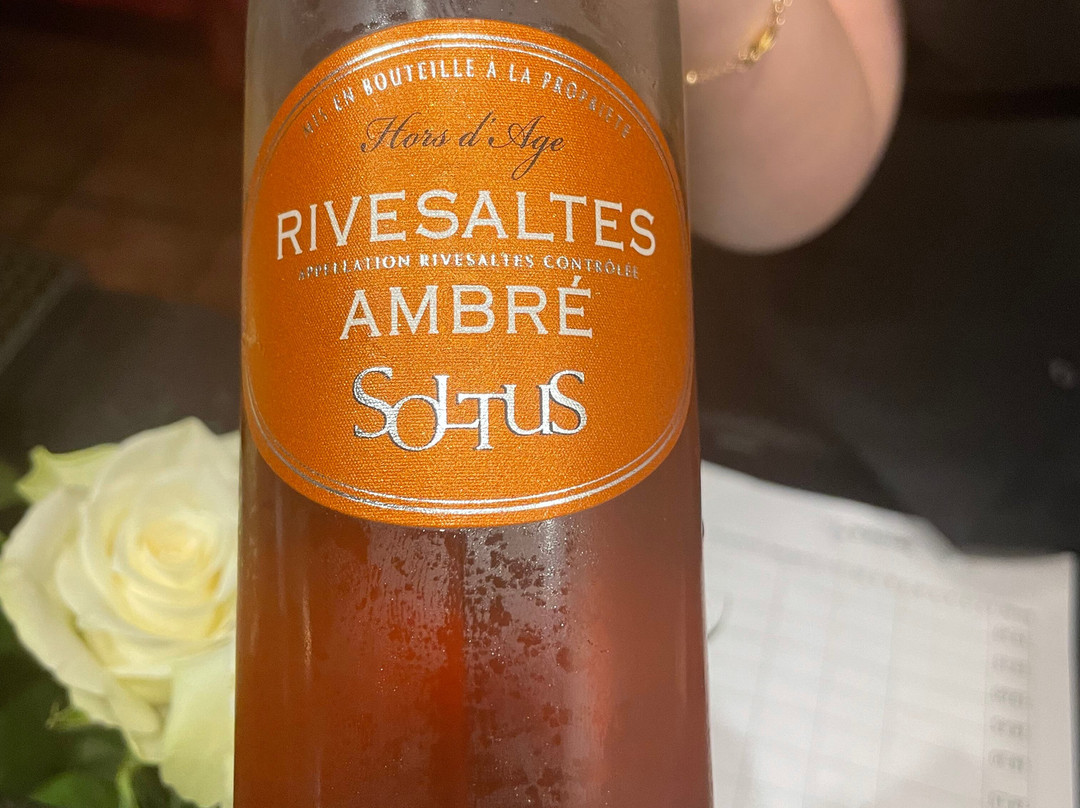 MIS EN BOUTEILLE A LA PROPRIETE
Hors d'Age
RIVESALTES
APPELLATION RIVESALTES CONTRÔLÉE
AMBRÉ
SOLTUS